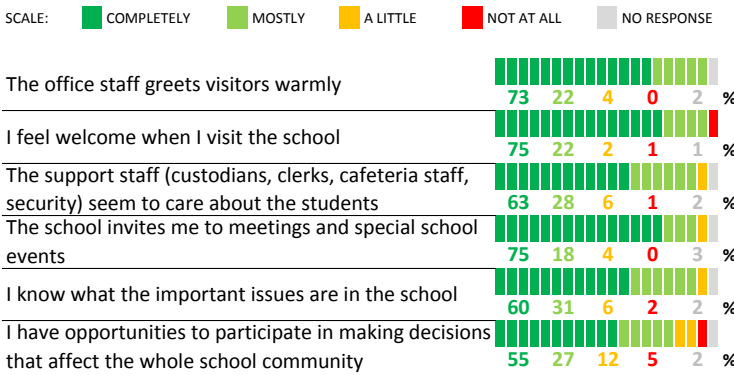 SCALE: COMPLETELY MOSTLY A LITTLE NOT AT ALL NO RESPONSE
The office staff greets visitors warmly
73 22 4 0 2 %
I feel welcome when I visit the school
75 22 2 1 1 %
The support staff (custodians, clerks, cafeteria staff,
security) seem to care about the students
63 28 6 1 2 %
The school invites me to meetings and special school
events
75 18 4 0 3 %
I know what the important issues are in the school
60 31 6 2 2 %
I have opportunities to participate in making decisions
that affect the whole school community
55 27 12 5 2 %